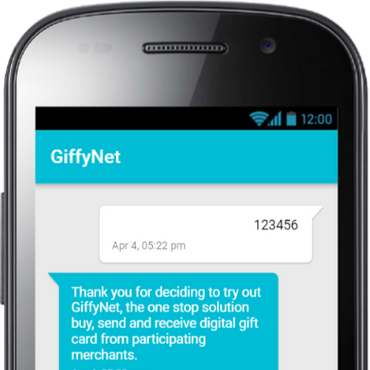 12:00
GiffyNet
123456
Apr 4, 05:22 pm
Thank you for deciding to try out
GiffyNet, the one stop solution
buy, send and receive digital gift
card from participating
merchants.